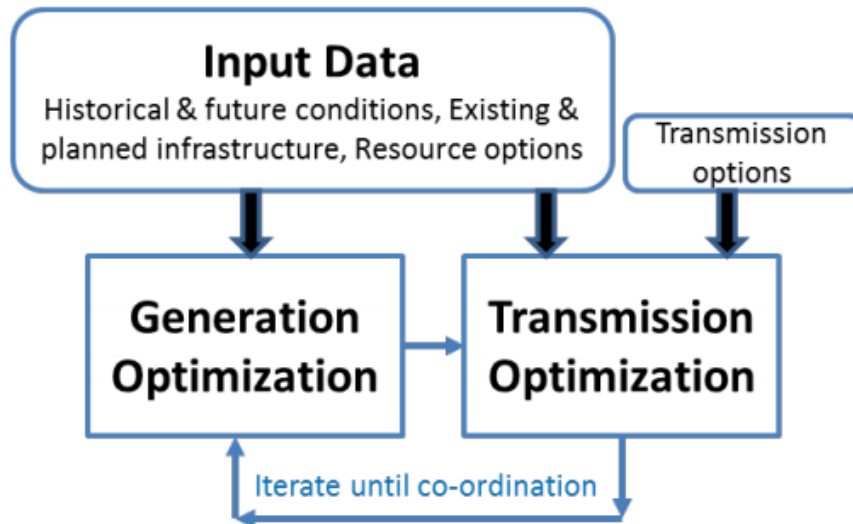 Input Data
Historical & future conditions, Existing &
planned infrastructure, Resource options
Transmission
options
Generation
Optimization
Transmission
Optimization
Iterate until co-ordination